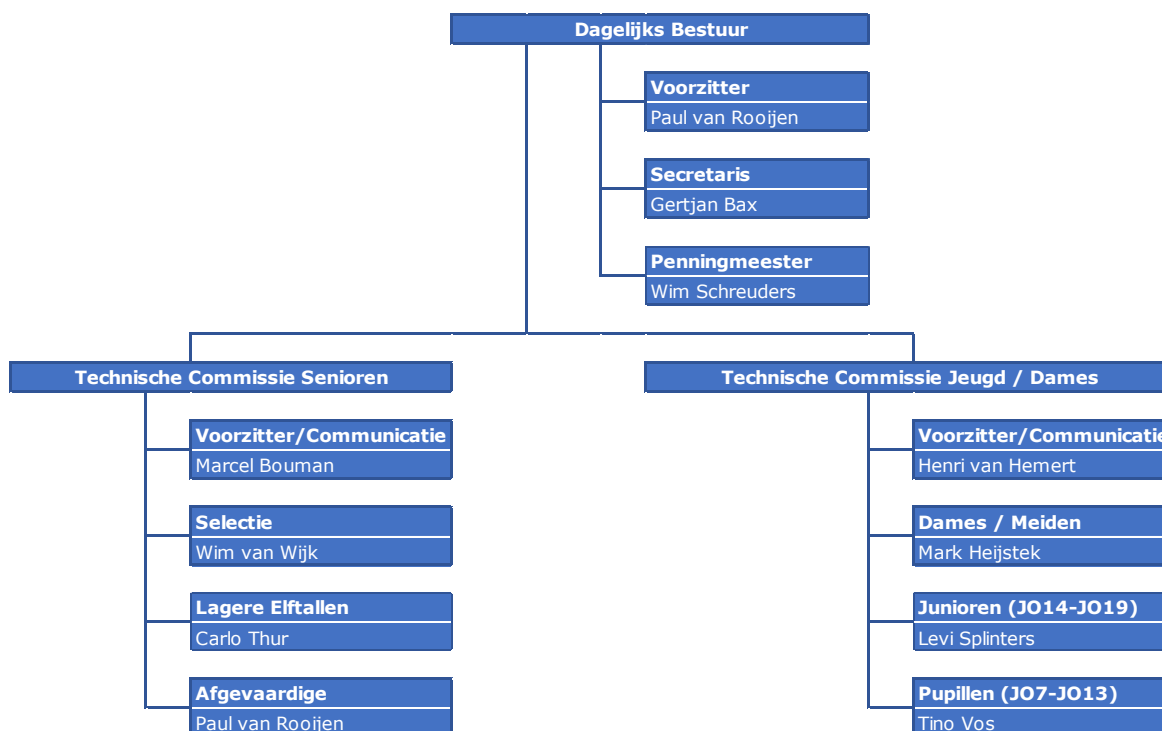 Dagelijks Bestuur
Voorzitter
Paul van Rooijen
Secretaris
Gertjan Bax
Penningmeester
Wim Schreuders
Technische Commissie Senioren
Voorzitter/Communicatie
Marcel Bouman
Selectie
Wim van Wijk
Lagere Elftallen
Carlo Thur
Afgevaardige
Paul van Rooijen
Technische Commissie Jeugd / Dames
Voorzitter/Communicatie
Henri van Hemert
Dames / Meiden
Mark Heijstek
Junioren (JO14-JO19)
Levi Splinters
Pupillen (JO7-JO13)
Tino Vos